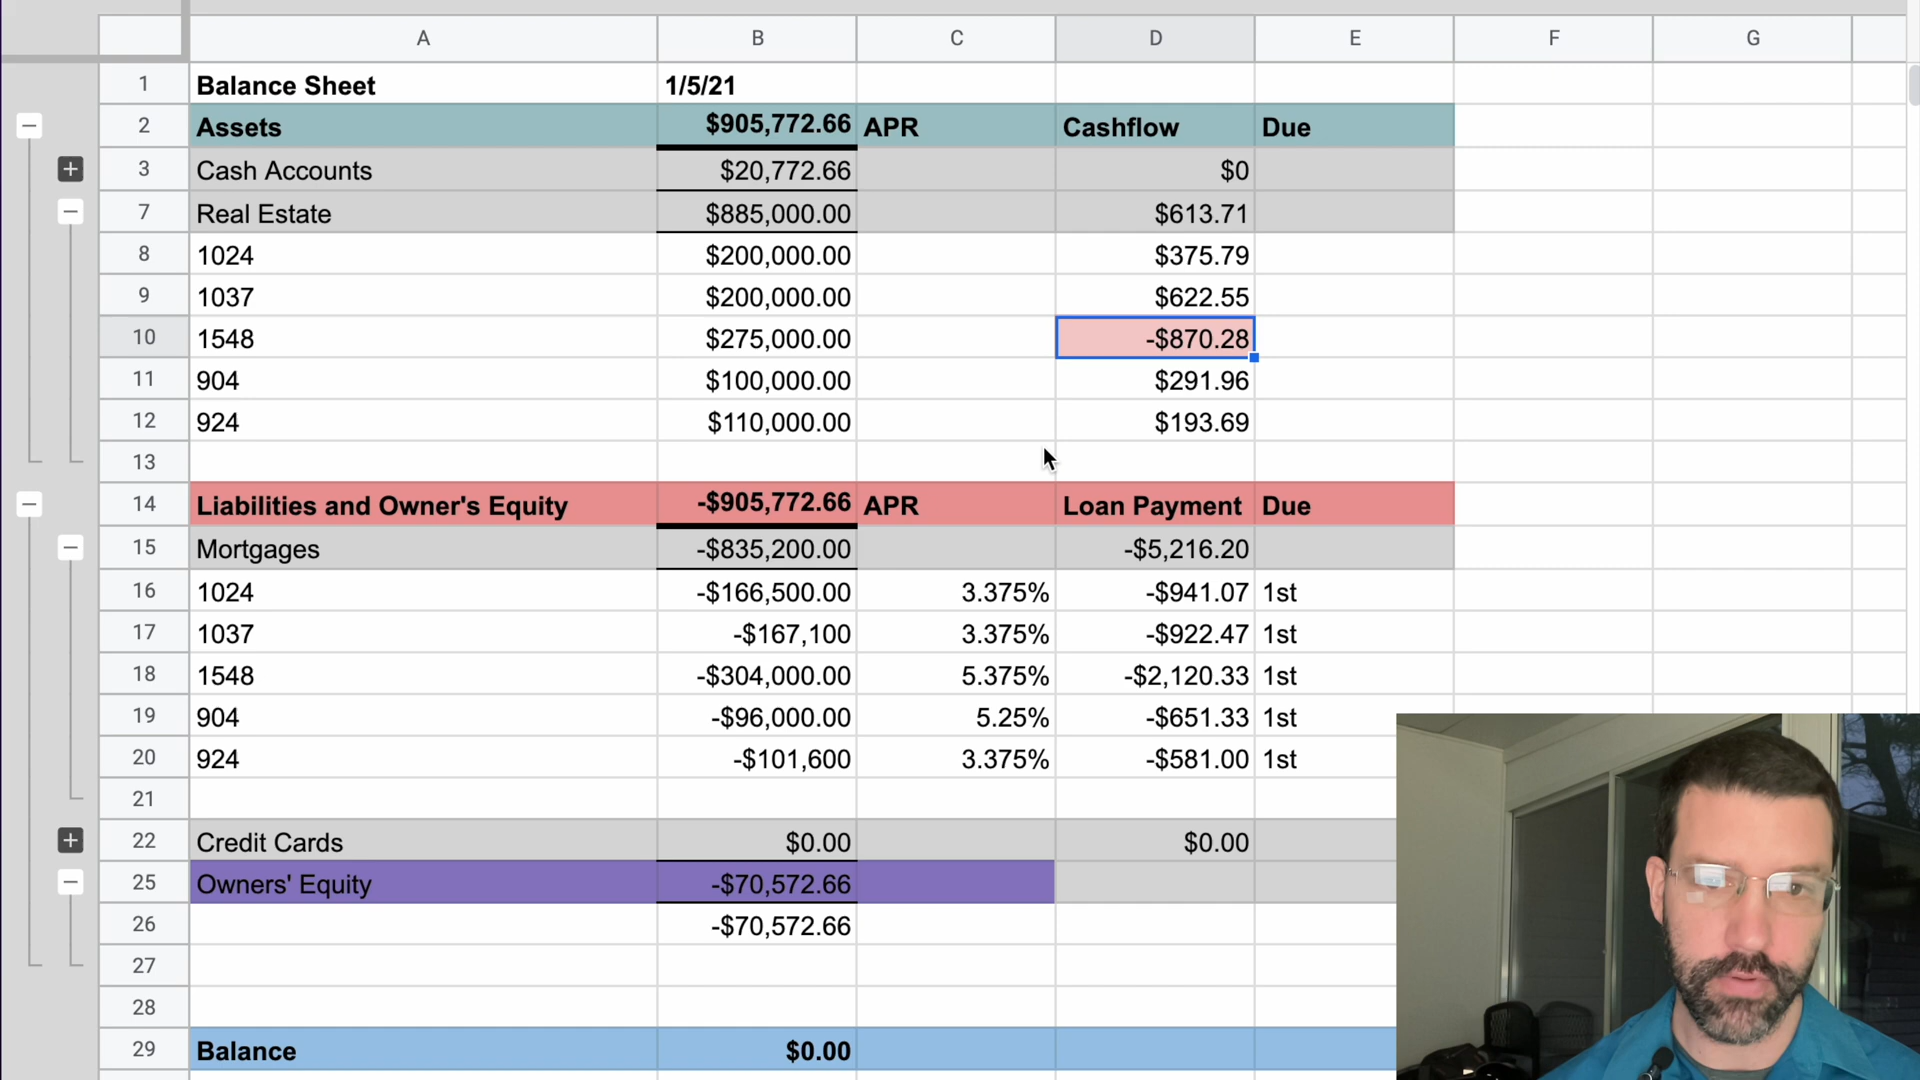 A B C D E F G
1 Balance Sheet 1/5/21
2 Assets $905,772.66 APR Cashflow Due
3 Cash Accounts $20,772.66 $0
7 Real Estate $885,000.00 $613.71
8 1024 $200,000.00 $375.79
9 1037 $200,000.00 $622.55
10 1548 $275,000.00 -$870.28
11 904 $100,000.00 $291.96
12 924 $110,000.00 $193.69
13
14 Liabilities and Owner's Equity -$905,772.66 APR Loan Payment Due
15 Mortgages -$835,200.00 -$5,216.20
16 1024 -$166,500.00 3.375% -$941.07 1st
17 1037 -$167,100 3.375% -$922.47 1st
18 1548 -$304,000.00 5.375% -$2,120.33 1st
19 904 -$96,000.00 5.25% -$651.33 1st
20 924 -$101,600 3.375% -$581.00 1st
21
22 Credit Cards $0.00 $0.00
25 Owners' Equity -$70,572.66
26 -$70,572.66
27
28
29 Balance $0.00